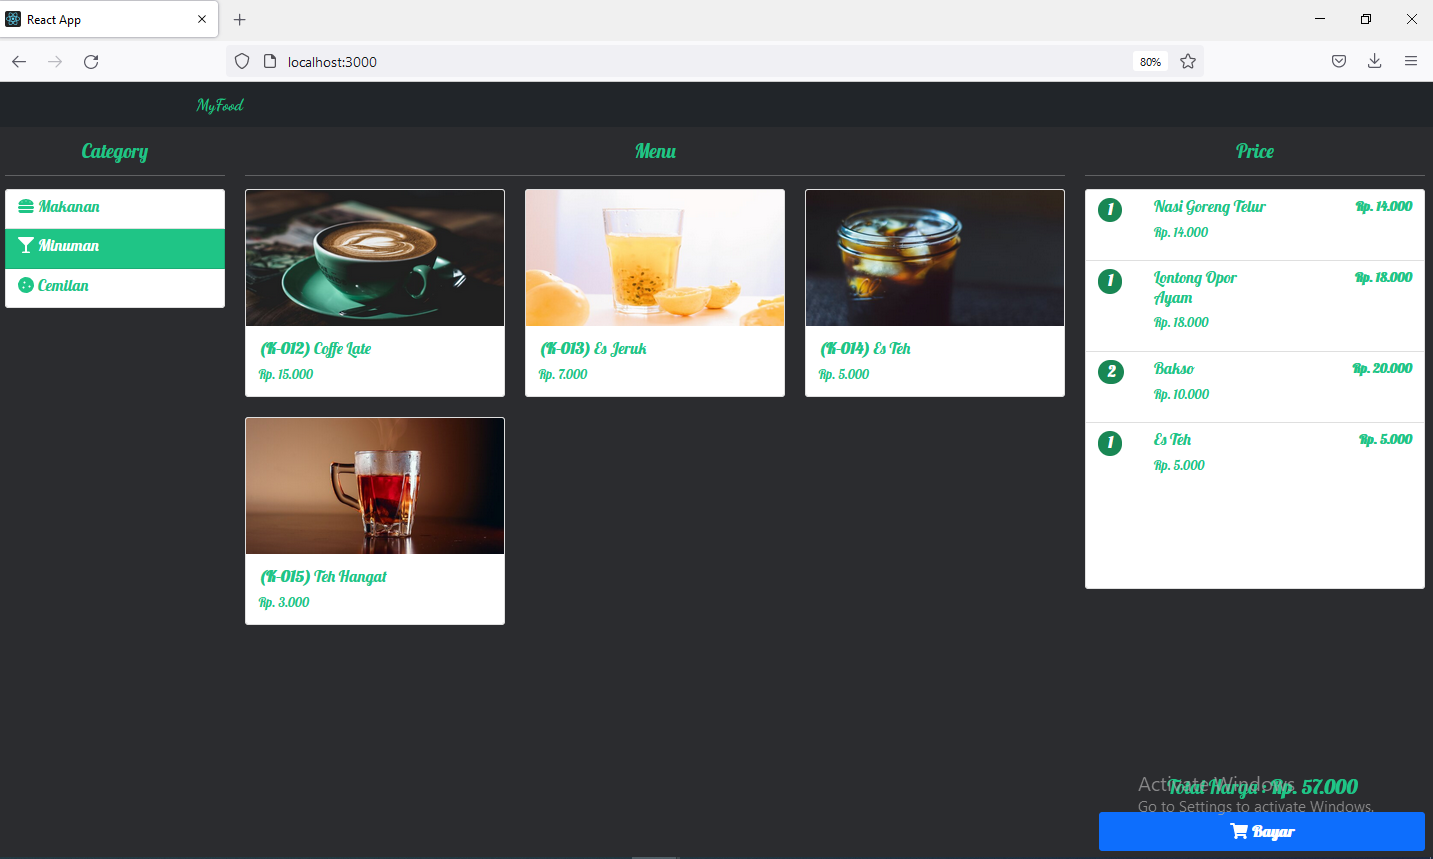 React App
localhost:3000
80%
MyFood
Category
Makanan
Minuman
Cemilan
Menu
(K-012) Coffe Late
Rp. 15.000
(K-013) Es Jeruk
Rp. 7.000
(K-014) Es Teh
Rp. 5.000
(K-015) Teh Hangat
Rp. 3.000
Price
1 Nasi Goreng Telur Rp. 14.000
Rp. 14.000
1 Lontong Opor Rp. 18.000
Ayam
Rp. 18.000
2 Bakso Rp. 20.000
Rp. 10.000
1 Es Teh Rp. 5.000
Rp. 5.000
Total Harga : Rp. 57.000
Activate Windows
Go to Settings to activate Windows.
Bayar